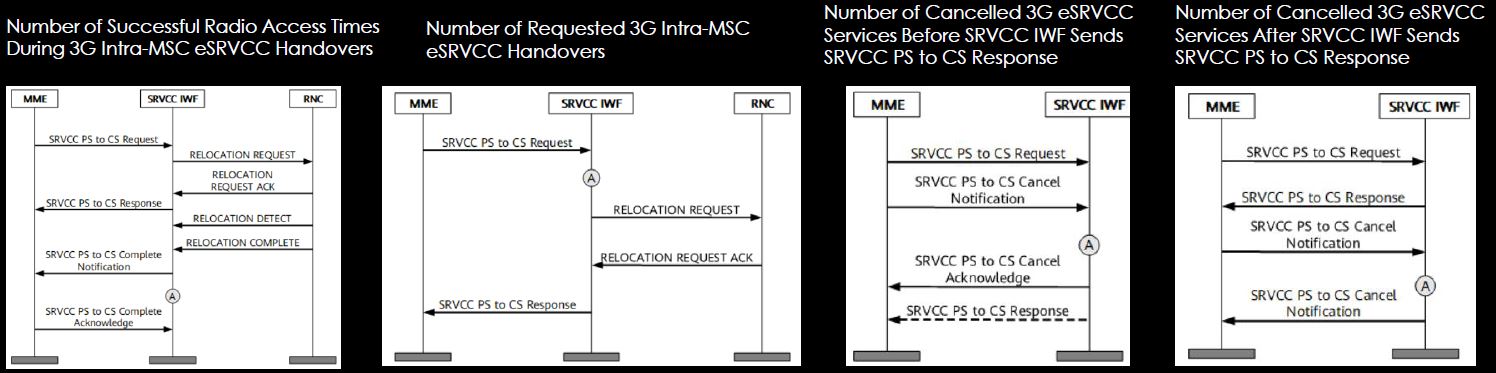 Number of Successful Radio Access Times
During 3G Intra-MSC eSRVCC Handovers
MME
SRVCC IWF
RNC
SRVCC PS to CS Request
RELOCATION REQUEST
RELOCATION
REQUEST ACK
SRVCC PS to CS Response
RELOCATION DETECT
RELOCATION COMPLETE
SRVCC PS to CS Complete
Notification
A
SRVCC PS to CS Complete
Acknowledge
Number of Requested 3G Intra-MSC
eSRVCC Handovers
MME
SRVCC IWF
RNC
SRVCC PS to CS Request
A
RELOCATION REQUEST
RELOCATION REQUEST ACK
SRVCC PS to CS Response
Number of Cancelled 3G eSRVCC
Services Before SRVCC IWF Sends
SRVCC PS to CS Response
MME
SRVCC IWF
SRVCC PS to CS Request
SRVCC PS to CS Cancel
Notification
A
SRVCC PS to CS Cancel
Acknowledge
SRVCC PS to CS Response
Number of Cancelled 3G eSRVCC
Services After SRVCC IWF Sends
SRVCC PS to CS Response
MME
SRVCC IWF
SRVCC PS to CS Request
SRVCC PS to CS Response
SRVCC PS to CS Cancel
Notification
A
SRVCC PS to CS Cancel
Notification